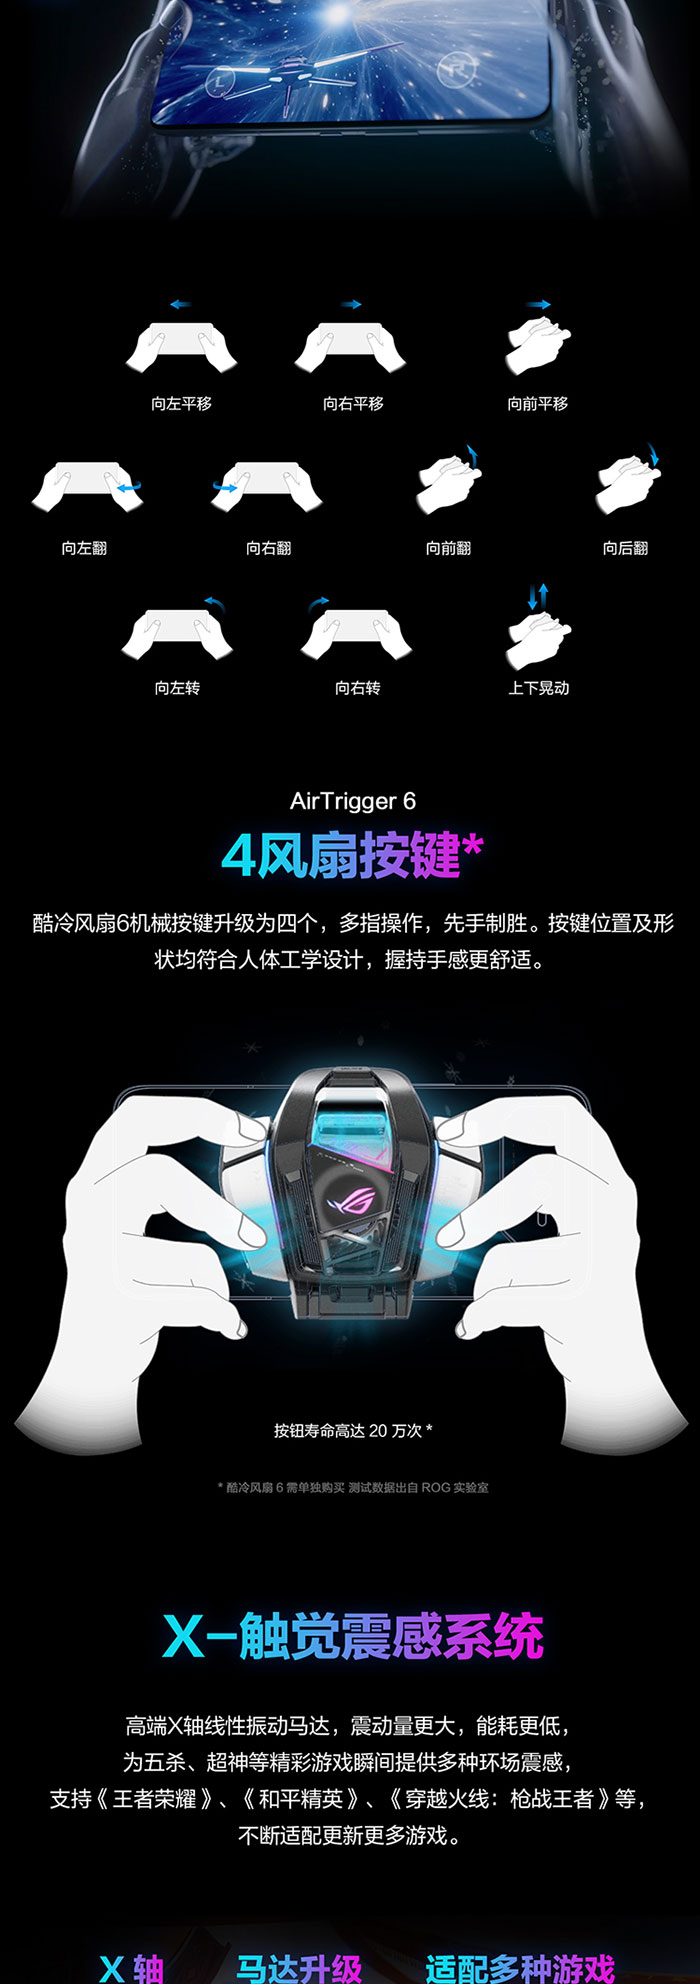 L
R
向左平移
向右平移
向前平移
向左翻
向右翻
向前翻
向后翻
向左转
向右转
上下晃动
AirTrigger 6
4风扇按键*
酷冷风扇6机械按键升级为四个，多指操作，先手制胜。按键位置及形
状均符合人体工学设计，握持手感更舒适。
按钮寿命高达 20 万次 *
* 酷冷风扇 6 需单独购买 测试数据出自 ROG 实验室
X-触觉震感系统
高端X轴线性振动马达，震动量更大，能耗更低，
为五杀、超神等精彩游戏瞬间提供多种环场震感，
支持《王者荣耀》、《和平精英》、《穿越火线：枪战王者》等，
不断适配更新更多游戏。
X 轴
马达升级
适配多种游戏